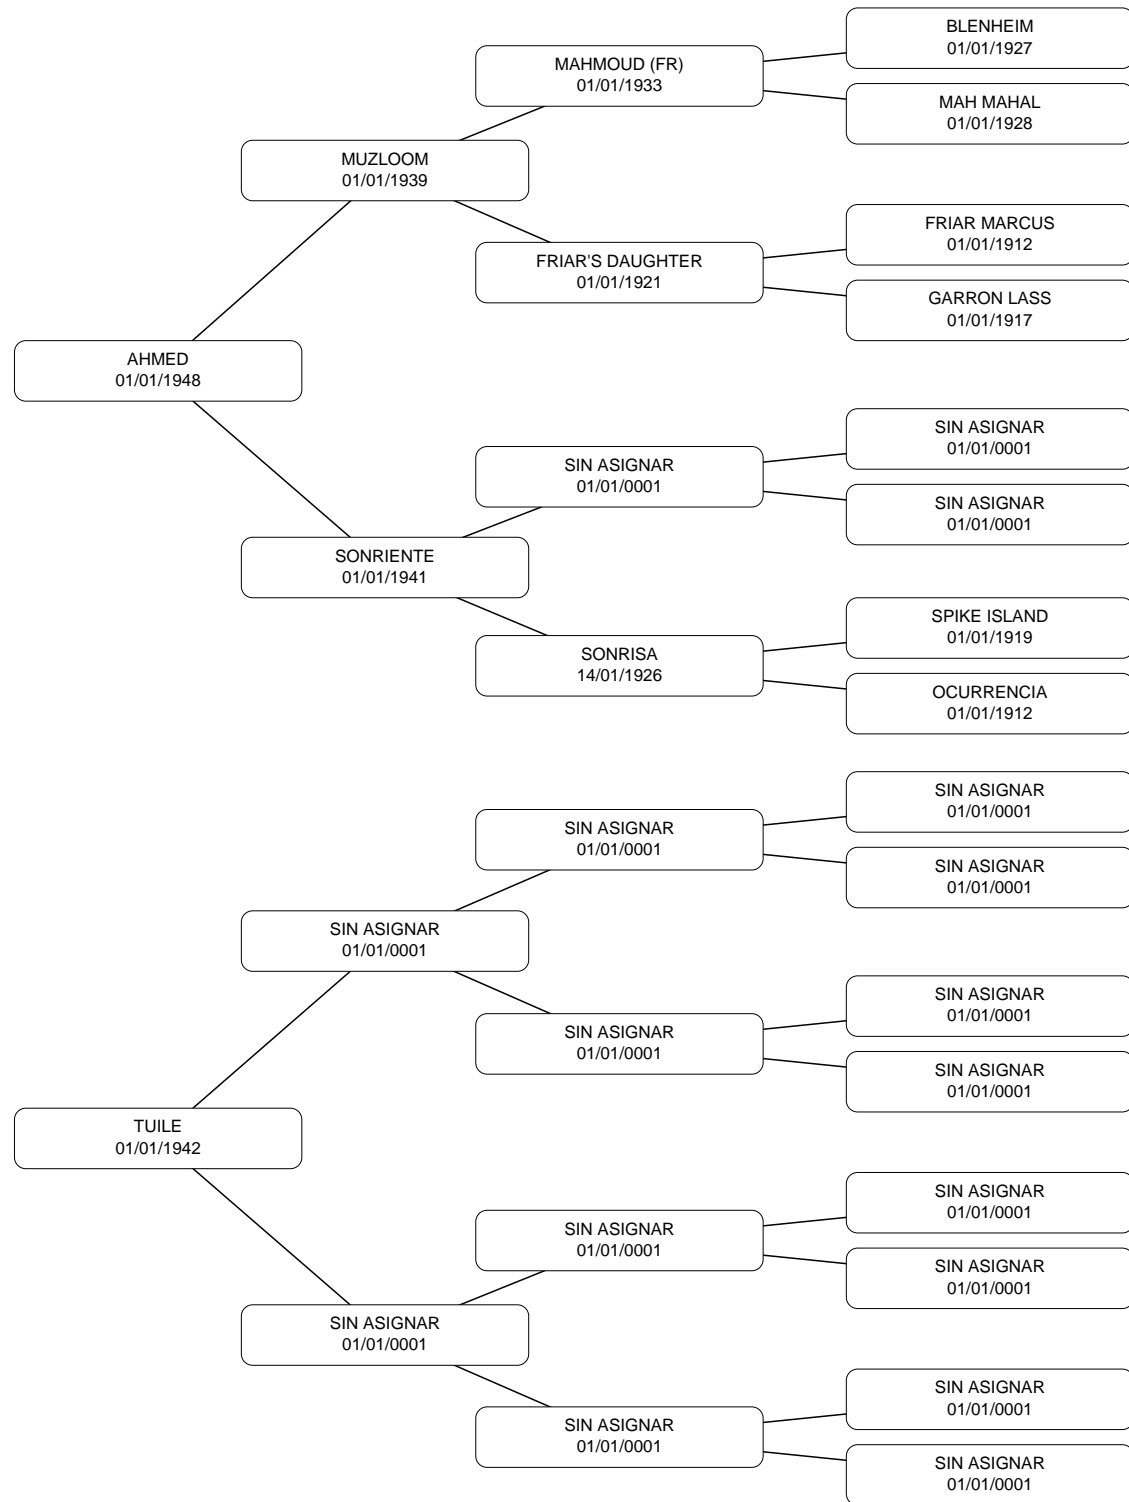 BLENHEIM
01/01/1927
MAHMOUD (FR)
01/01/1933
MAH MAHAL
01/01/1928
MUZLOOM
01/01/1939
FRIAR MARCUS
01/01/1912
FRIAR'S DAUGHTER
01/01/1921
GARRON LASS
01/01/1917
AHMED
01/01/1948
SIN ASIGNAR
01/01/0001
SIN ASIGNAR
01/01/0001
SIN ASIGNAR
01/01/0001
SONRIENTE
01/01/1941
SPIKE ISLAND
01/01/1919
SONRISA
14/01/1926
OCURRENCIA
01/01/1912
SIN ASIGNAR
01/01/0001
SIN ASIGNAR
01/01/0001
SIN ASIGNAR
01/01/0001
SIN ASIGNAR
01/01/0001
SIN ASIGNAR
01/01/0001
SIN ASIGNAR
01/01/0001
SIN ASIGNAR
01/01/0001
TUILE
01/01/1942
SIN ASIGNAR
01/01/0001
SIN ASIGNAR
01/01/0001
SIN ASIGNAR
01/01/0001
SIN ASIGNAR
01/01/0001
SIN ASIGNAR
01/01/0001
SIN ASIGNAR
01/01/0001
SIN ASIGNAR
01/01/0001